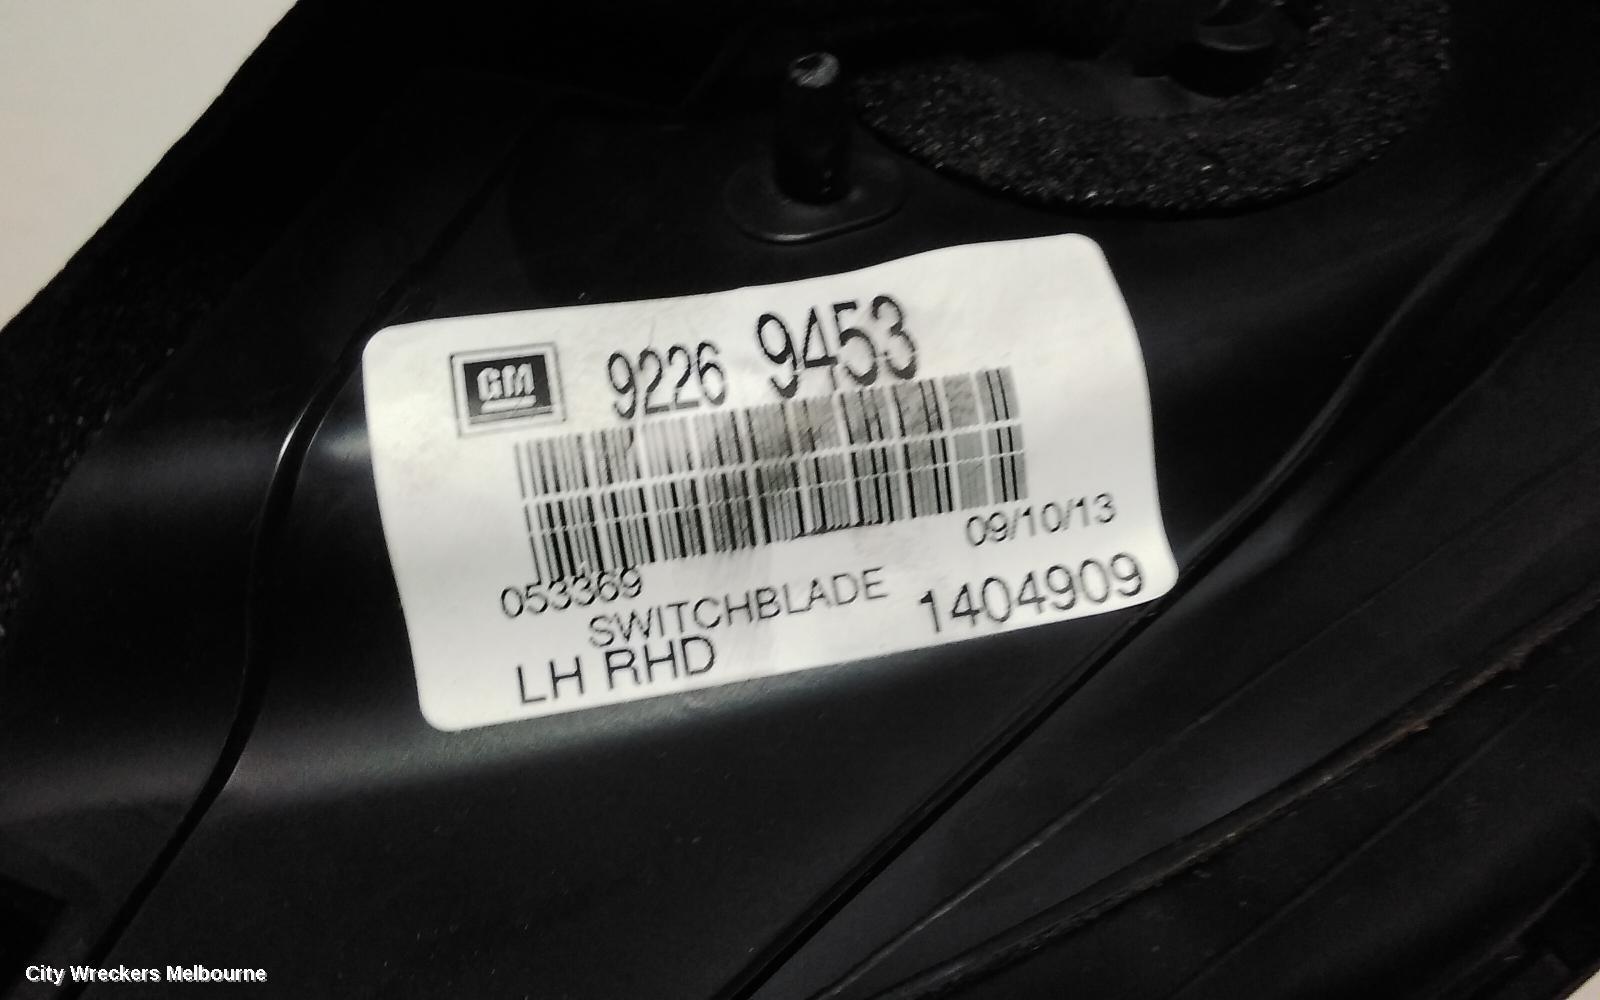 GM 9226 9453
09/10/13
053369
SWITCHBLADE 1404909
LH RHD
City Wreckers Melbourne